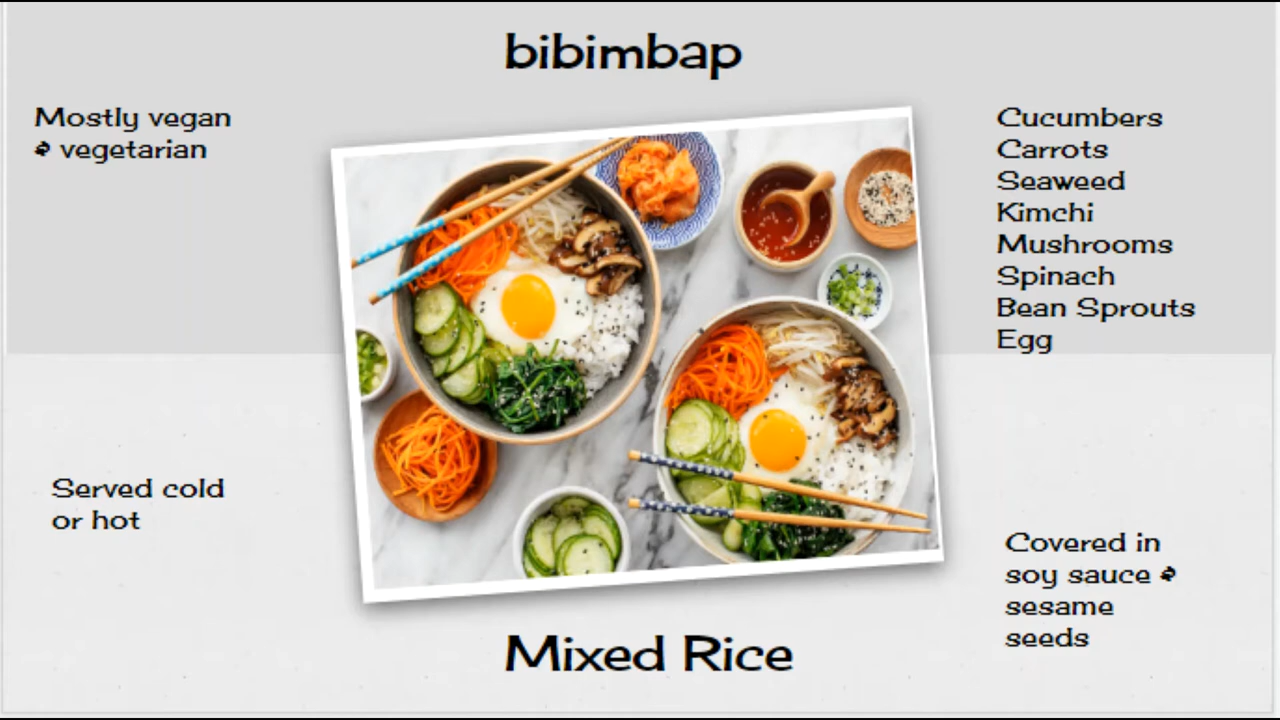 bibimbap
Mostly vegan
& vegetarian
Cucumbers
Carrots
Seaweed
Kimchi
Mushrooms
Spinach
Bean Sprouts
Egg
Served cold
or hot
Covered in
soy sauce &
sesame
seeds
Mixed Rice